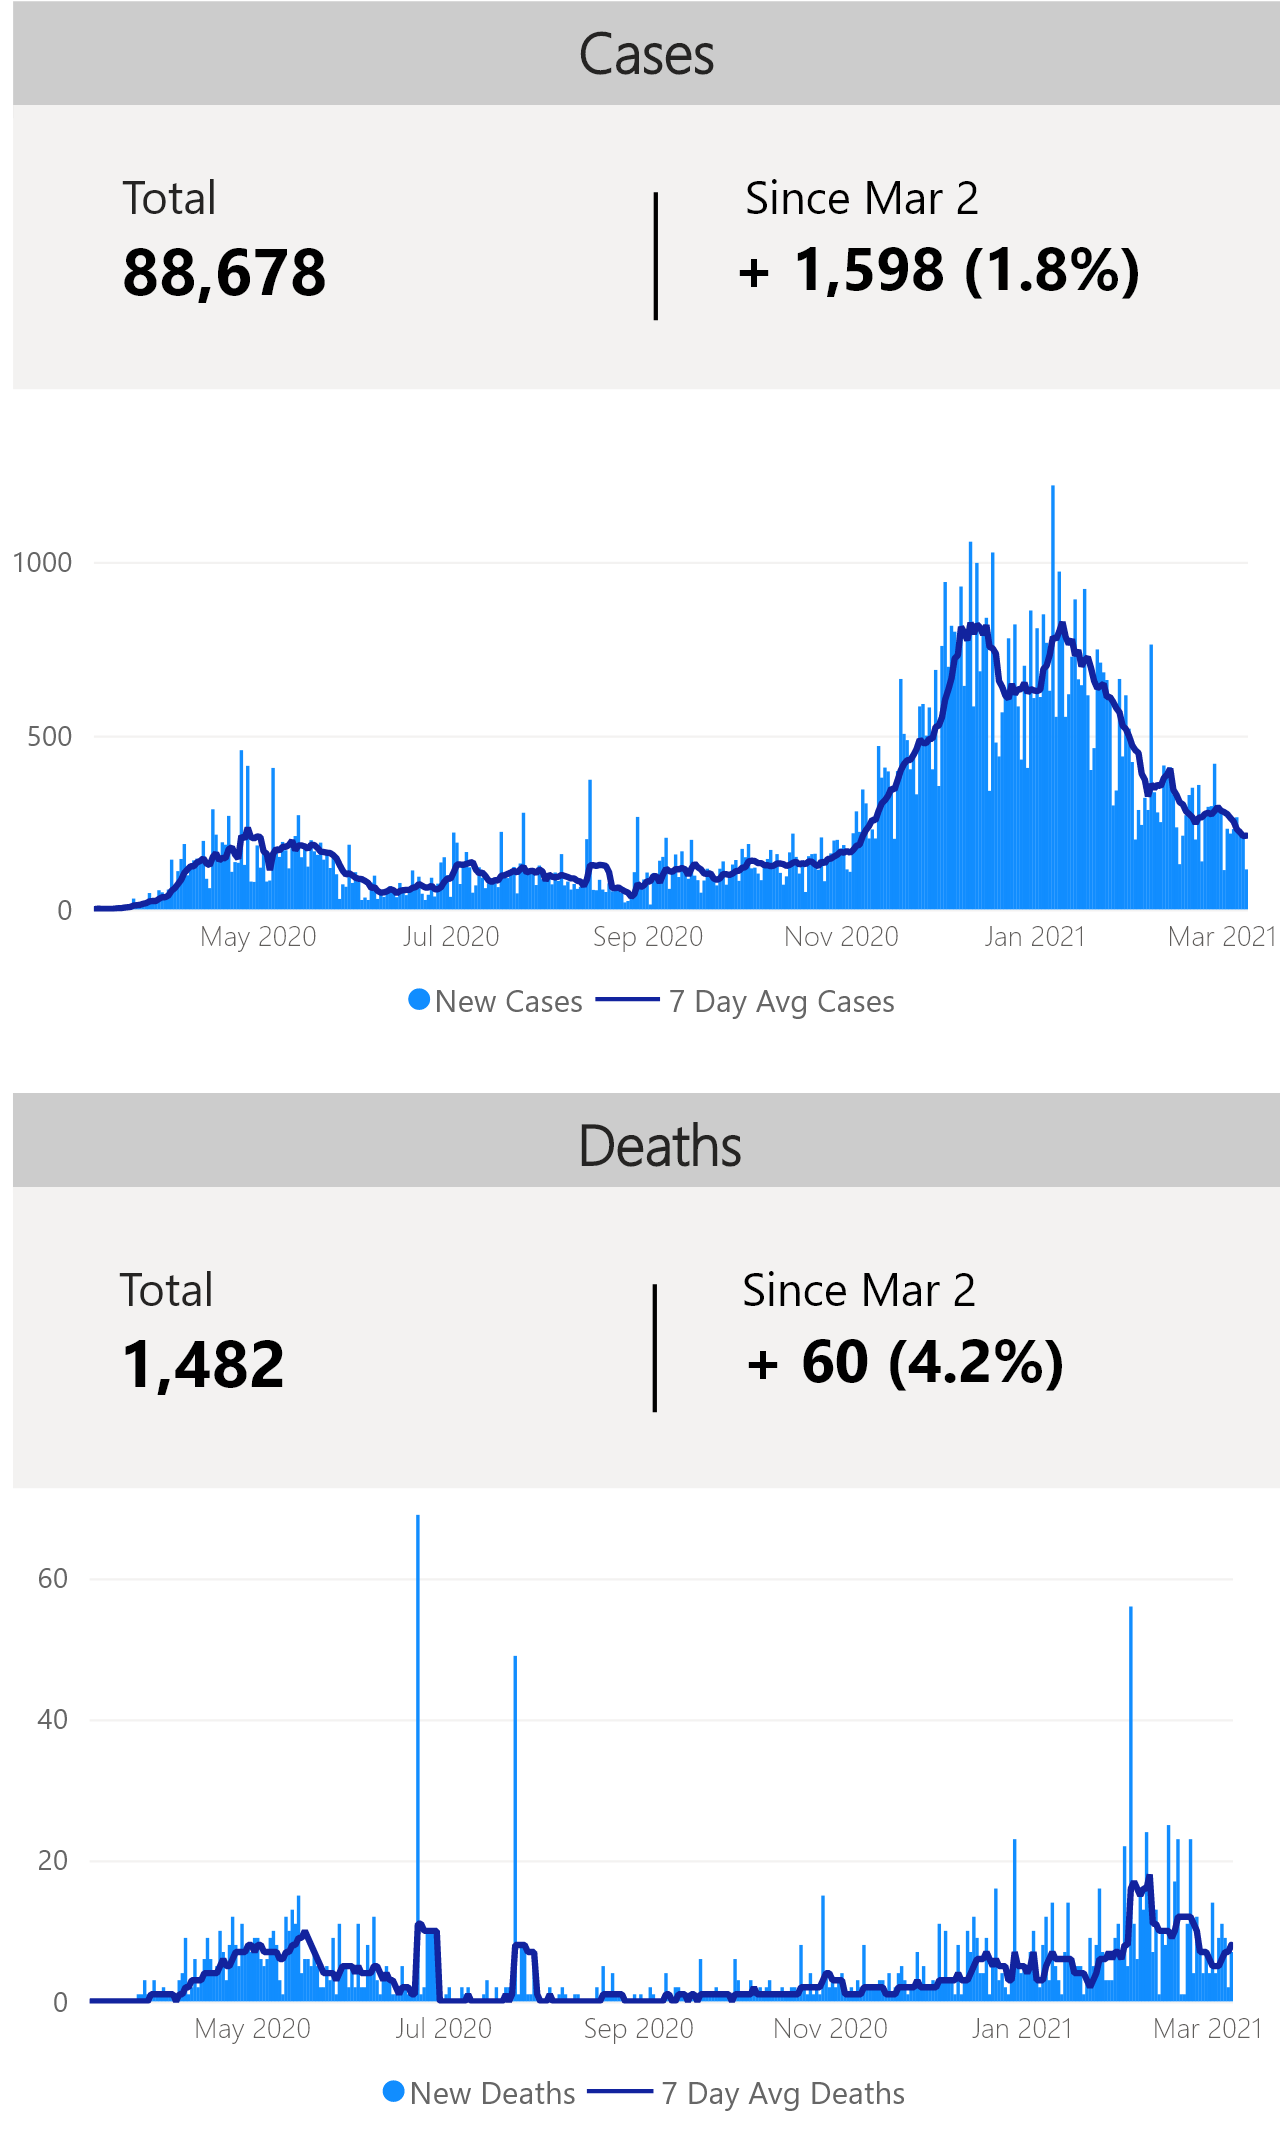 Cases
Total
Since Mar 2
88,678
+ 1,598 (1.8%)
1000
500
0
May 2020 Jul 2020 Sep 2020 Nov 2020 Jan 2021 Mar 2021
New Cases 7 Day Avg Cases
Deaths
Total
Since Mar 2
1,482
+ 60 (4.2%)
60
40
20
0
May 2020 Jul 2020 Sep 2020 Nov 2020 Jan 2021 Mar 2021
New Deaths 7 Day Avg Deaths